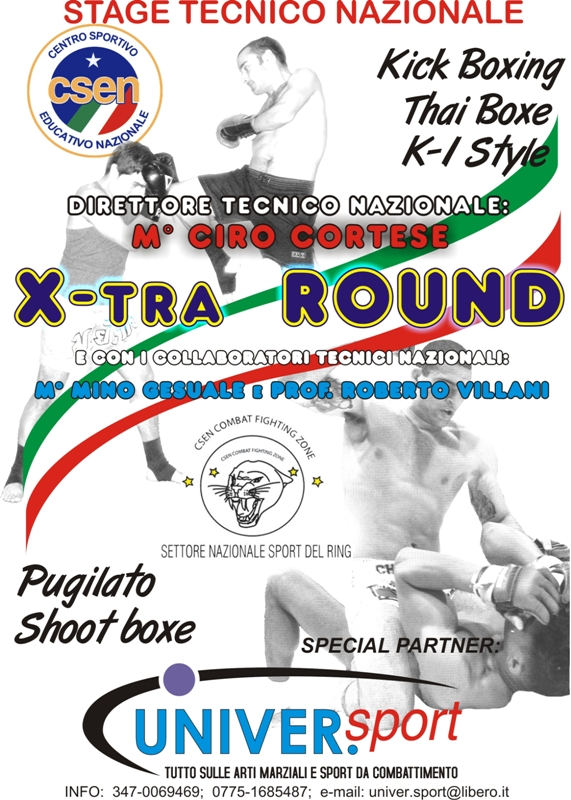 STAGE TECNICO NAZIONALE
CENTRO SPORTIVO
csen
EDUCATIVO NAZIONALE
Kick Boxing
Thai Boxe
K-1 Style
DIRETTORE TECNICO NAZIONALE:
M° CIRO CORTESE
X-TRA ROUND
E CON I COLLABORATORI TECNICI NAZIONALI:
M° MINO GESUALE E PROF. ROBERTO VILLANI
CSEN COMBAT FIGHTING ZONE
CSEN COMBAT FIGHTING ZONE
SETTORE NAZIONALE SPORT DEL RING
Pugilato
Shoot boxe
SPECIAL PARTNER:
UNIVER.sport
TUTTO SULLE ARTI MARZIALI E SPORT DA COMBATTIMENTO
INFO: 347-0069469; 0775-1685487; e-mail: univer.sport@libero.it